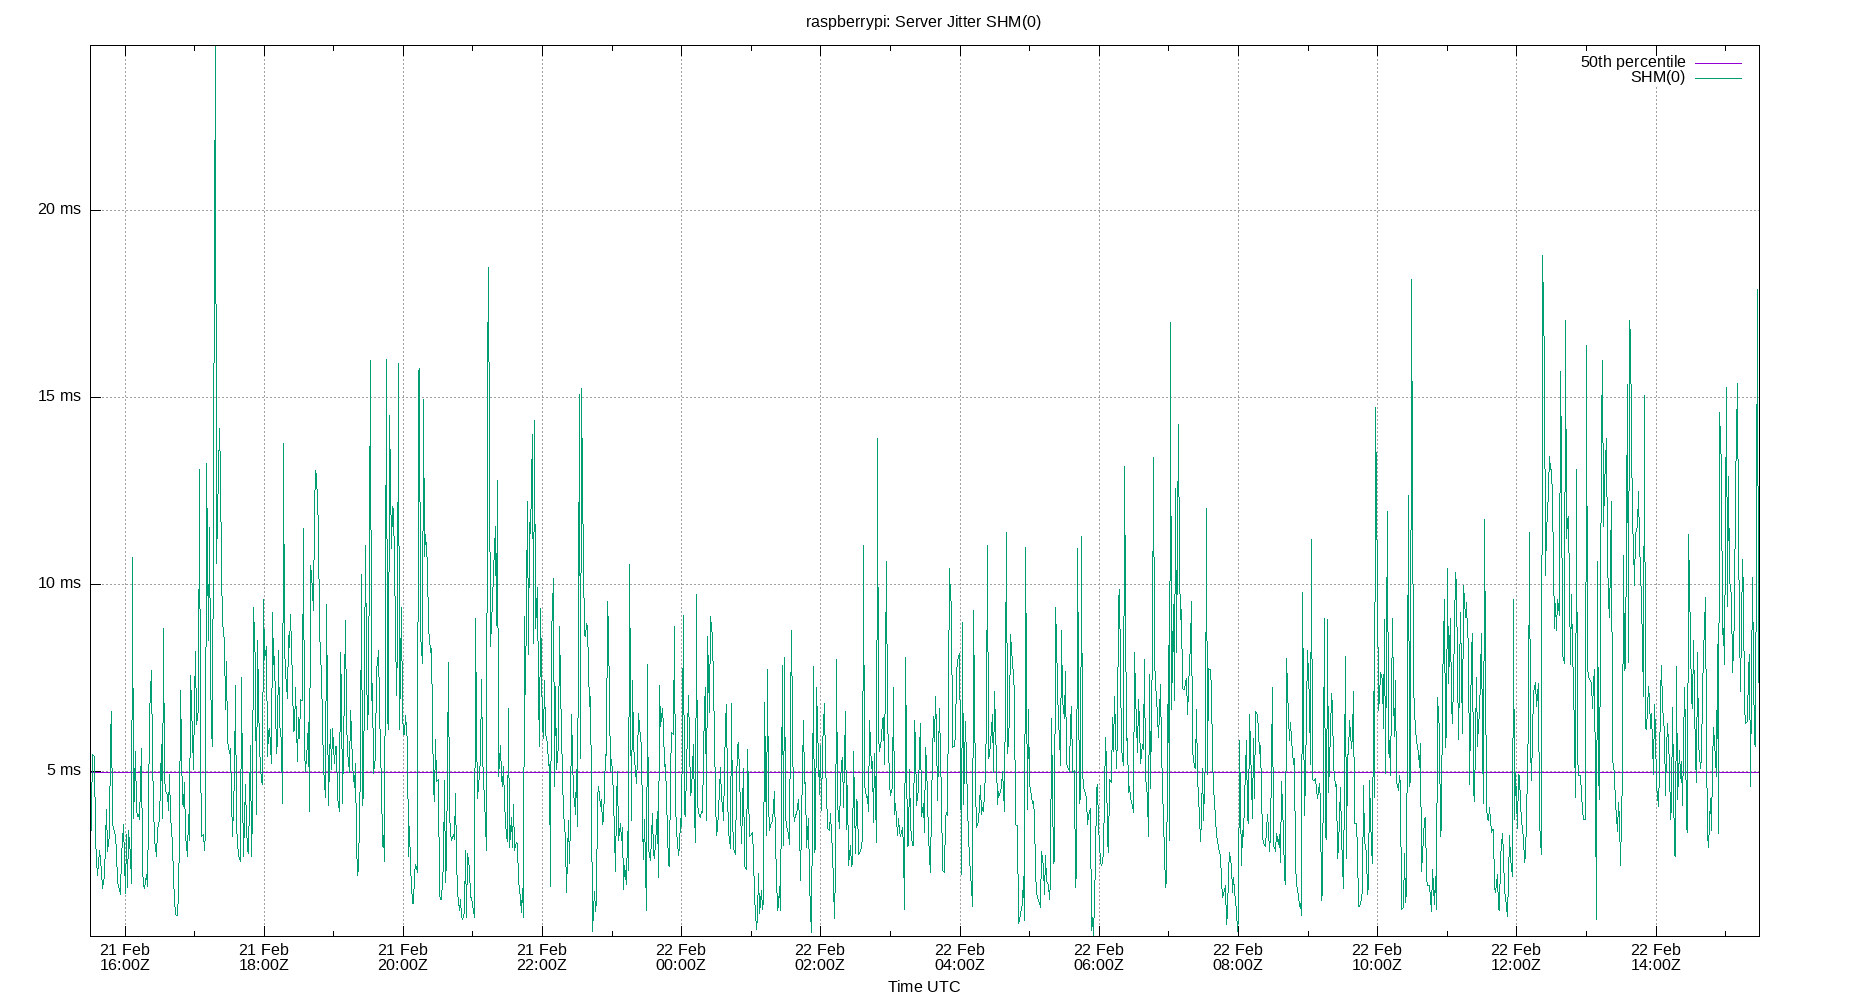 raspberrypi: Server Jitter SHM(0)
50th percentile
SHM(0)
20 ms
15 ms
10 ms
5 ms
21 Feb 21 Feb 21 Feb 21 Feb 22 Feb 22 Feb 22 Feb 22 Feb 22 Feb 22 Feb 22 Feb 22 Feb
16:00Z 18:00Z 20:00Z 22:00Z 00:00Z 02:00Z 04:00Z 06:00Z 08:00Z 10:00Z 12:00Z 14:00Z
Time UTC